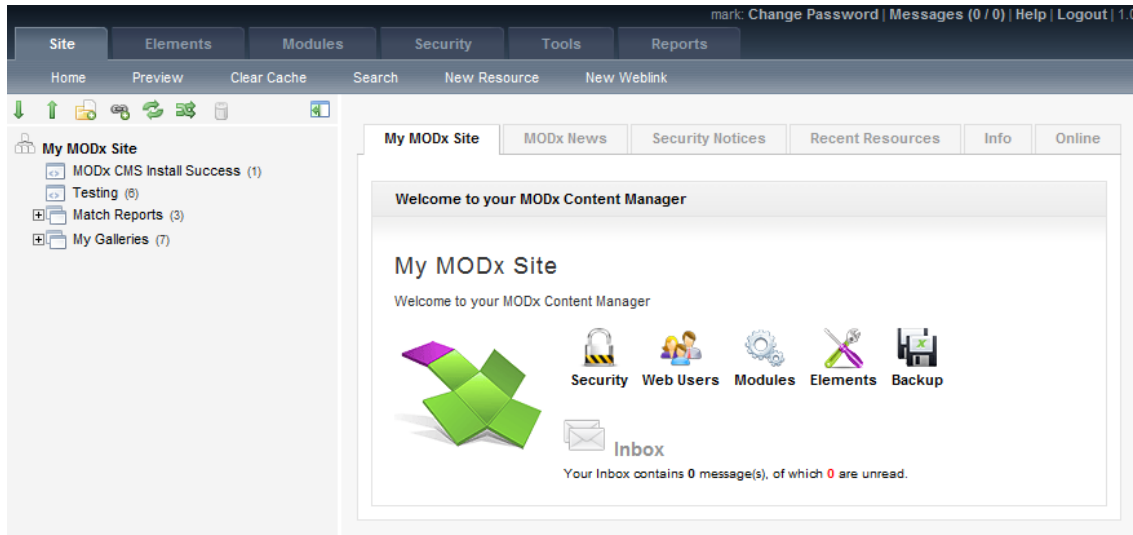 mark: Change Password | Messages (0 / 0) | Help | Logout | 1.0
Site Elements Modules Security Tools Reports
Home Preview Clear Cache Search New Resource New Weblink
My MODx Site
MODx CMS Install Success (1)
Testing (6)
Match Reports (3)
My Galleries (7)
My MODx Site MODx News Security Notices Recent Resources Info Online
Welcome to your MODx Content Manager
My MODx Site
Welcome to your MODx Content Manager
Security Web Users Modules Elements Backup
Inbox
Your Inbox contains 0 message(s), of which 0 are unread.